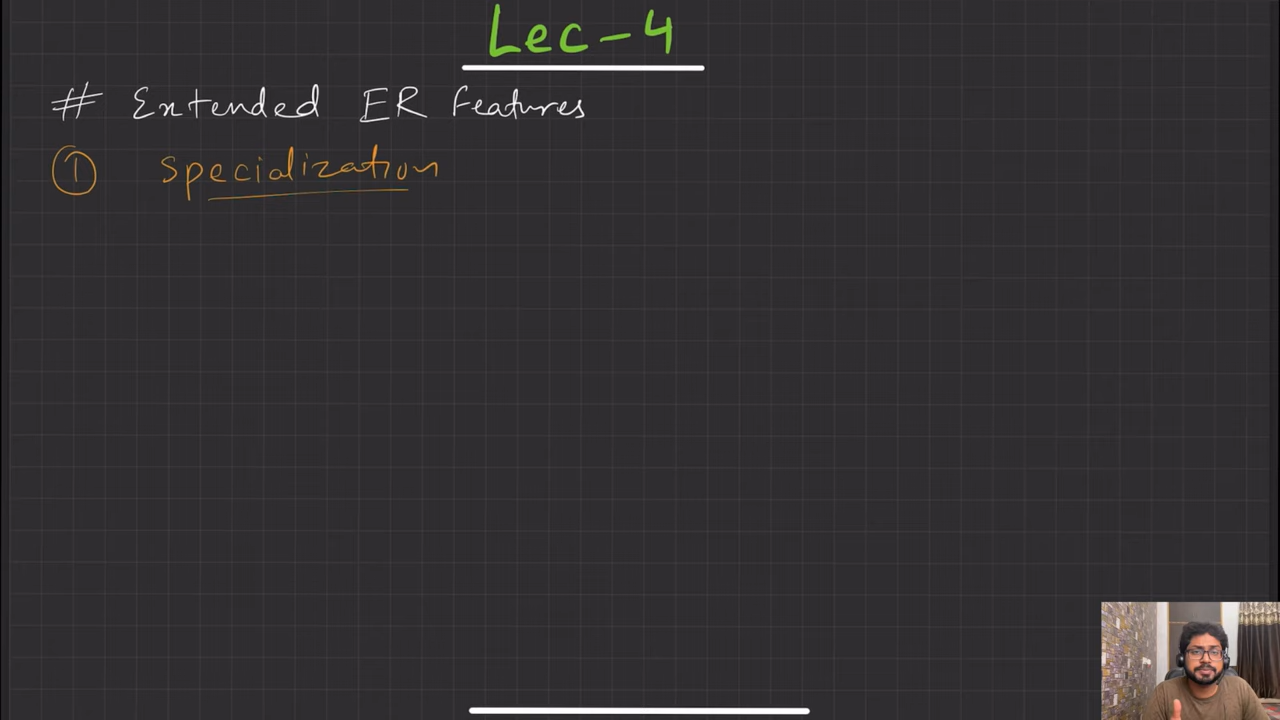 Lec-4
# Extended ER Features
① Specialization